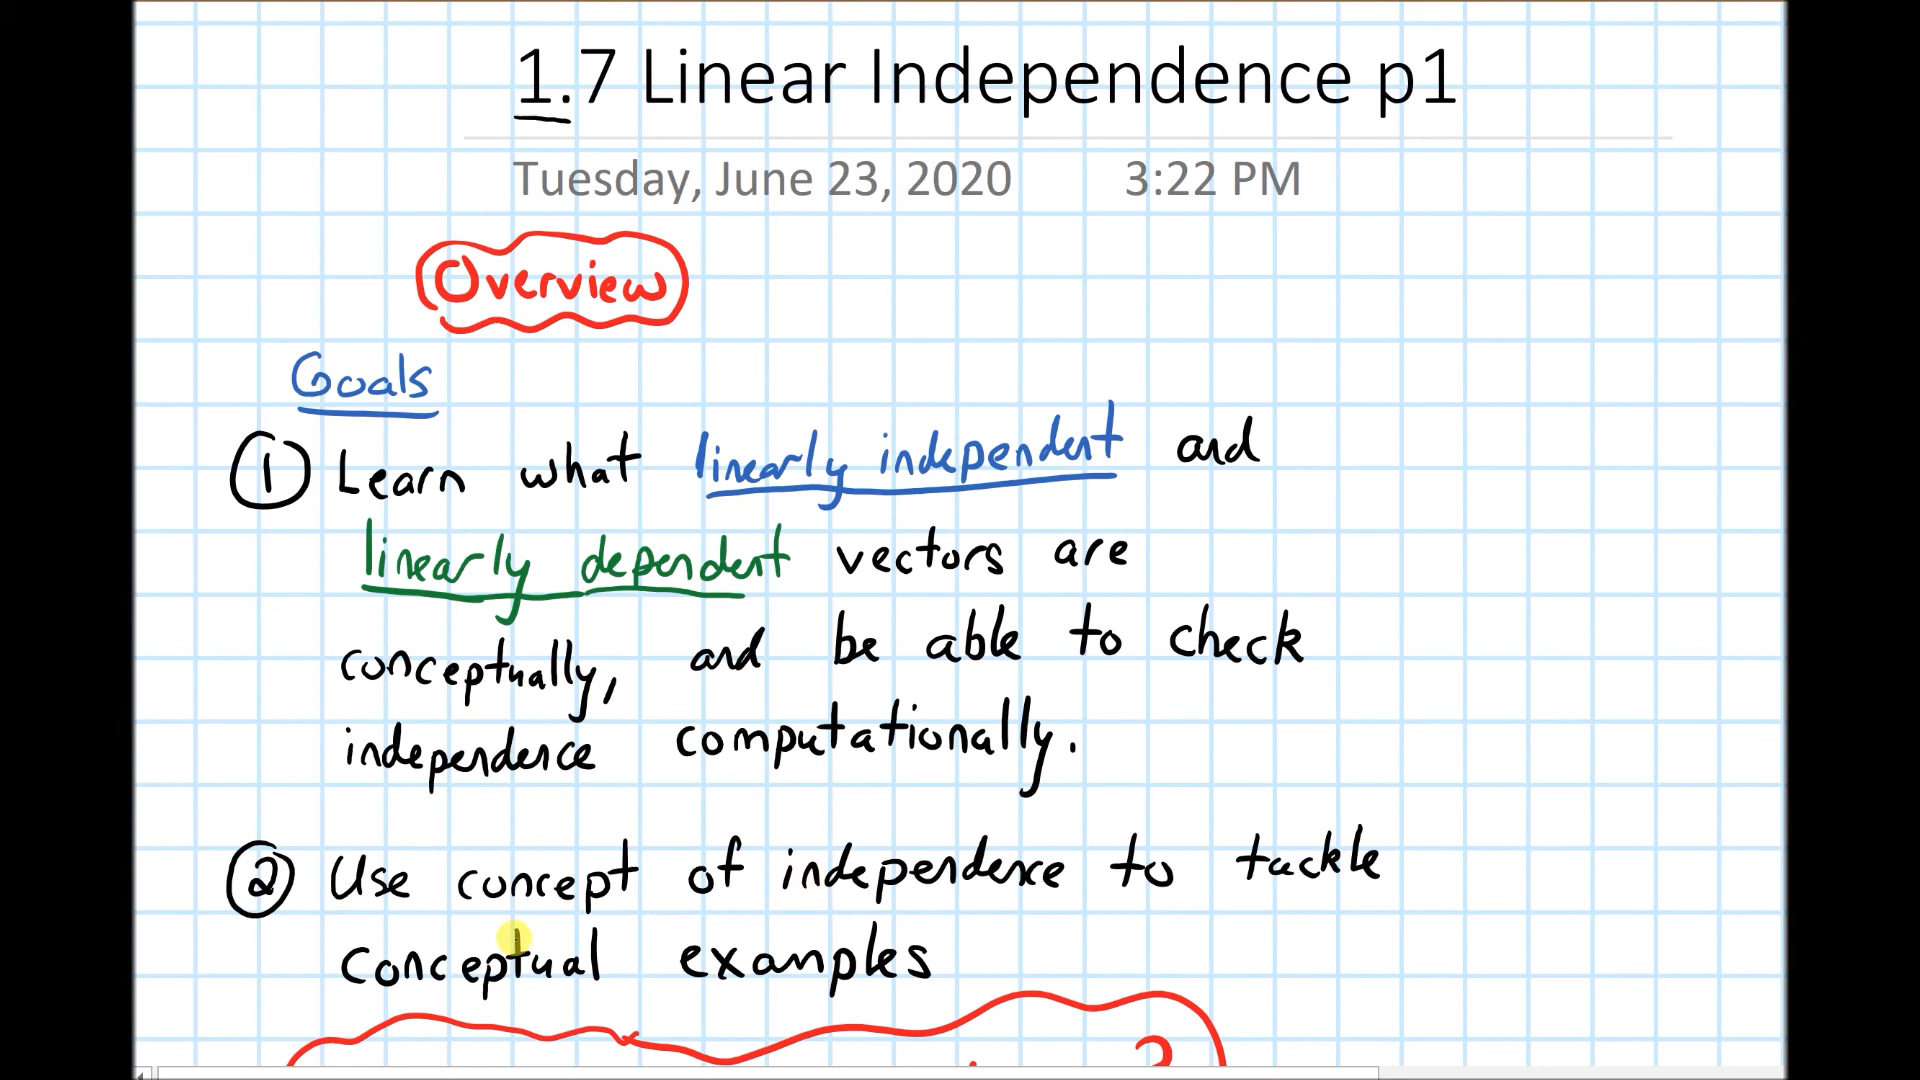 1.7 Linear Independence p1
Tuesday, June 23, 2020 3:22 PM
Overview
Goals
① Learn what linearly independent and
linearly dependent vectors are
conceptually, and be able to check
independence computationally.
② Use concept of independence to tackle
conceptual examples